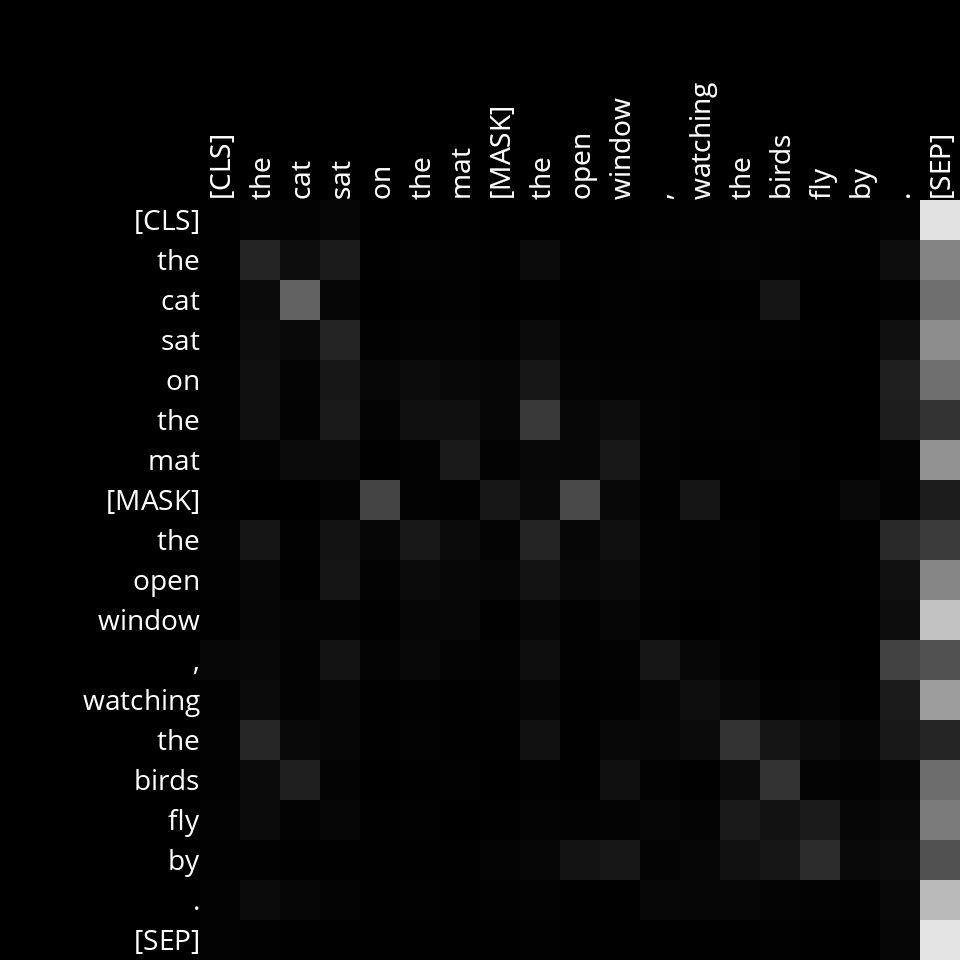 [CLS] the cat sat on the mat [MASK] the open window , watching the birds fly by . [SEP]
[CLS]
the
cat
sat
on
the
mat
[MASK]
the
open
window
,
watching
the
birds
fly
by
.
[SEP]